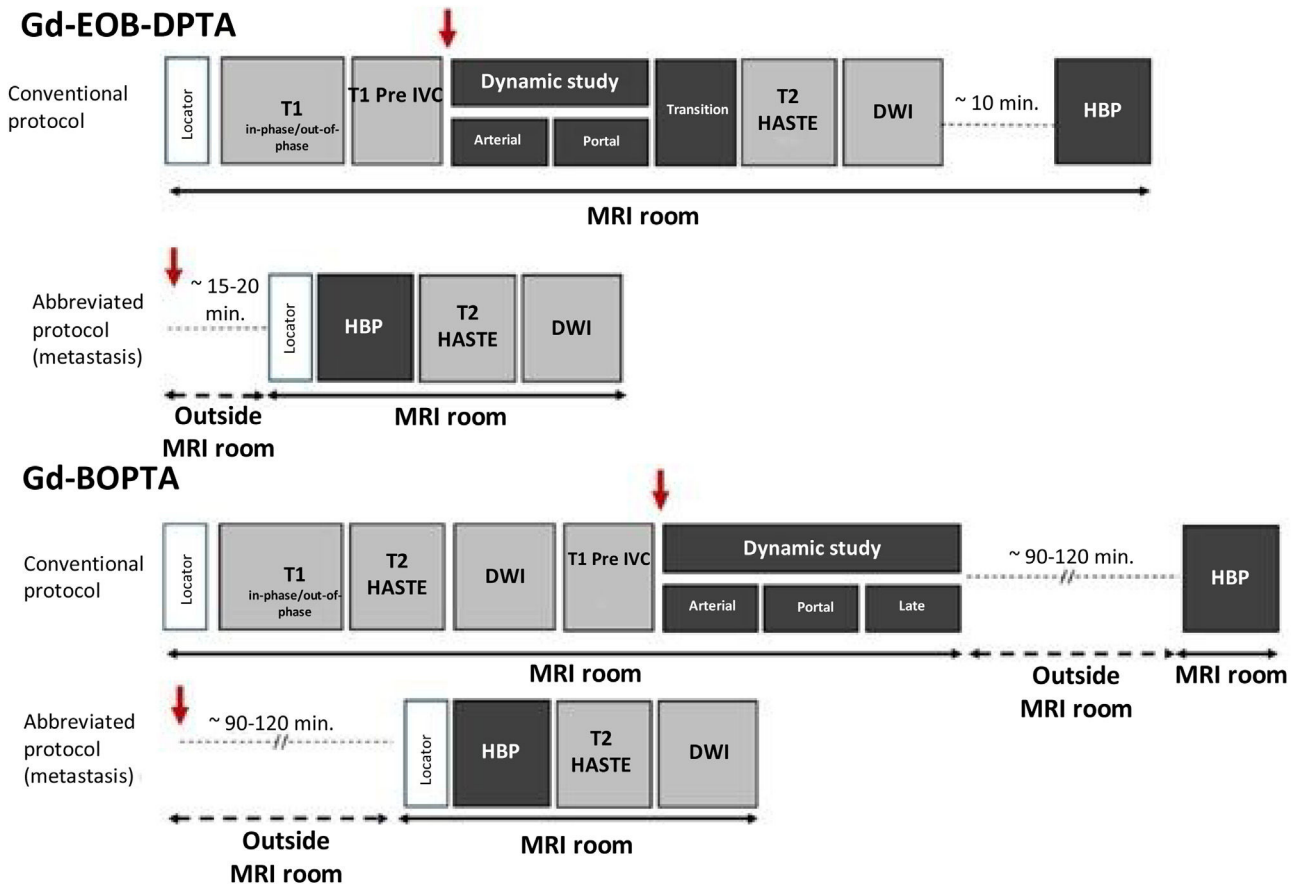 Gd-EOB-DPTA
Conventional
protocol
Locator
T1
in-phase/out-of-
phase
T1 Pre IVC
Dynamic study
Arterial
Portal
Transition
T2
HASTE
DWI
~ 10 min.
HBP
MRI room
Abbreviated
protocol
(metastasis)
~ 15-20
min.
Locator
HBP
T2
HASTE
DWI
Outside
MRI room
MRI room
Gd-BOPTA
Conventional
protocol
Locator
T1
in-phase/out-of-
phase
T2
HASTE
DWI
T1 Pre IVC
Dynamic study
Arterial
Portal
Late
~ 90-120 min.
HBP
MRI room
Outside
MRI room
MRI room
Abbreviated
protocol
(metastasis)
~ 90-120 min.
Locator
HBP
T2
HASTE
DWI
Outside
MRI room
MRI room